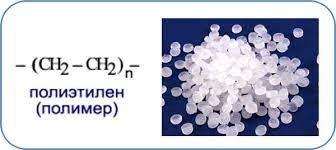 – (CH2 – CH2)n–
полиэтилен
(полимер)